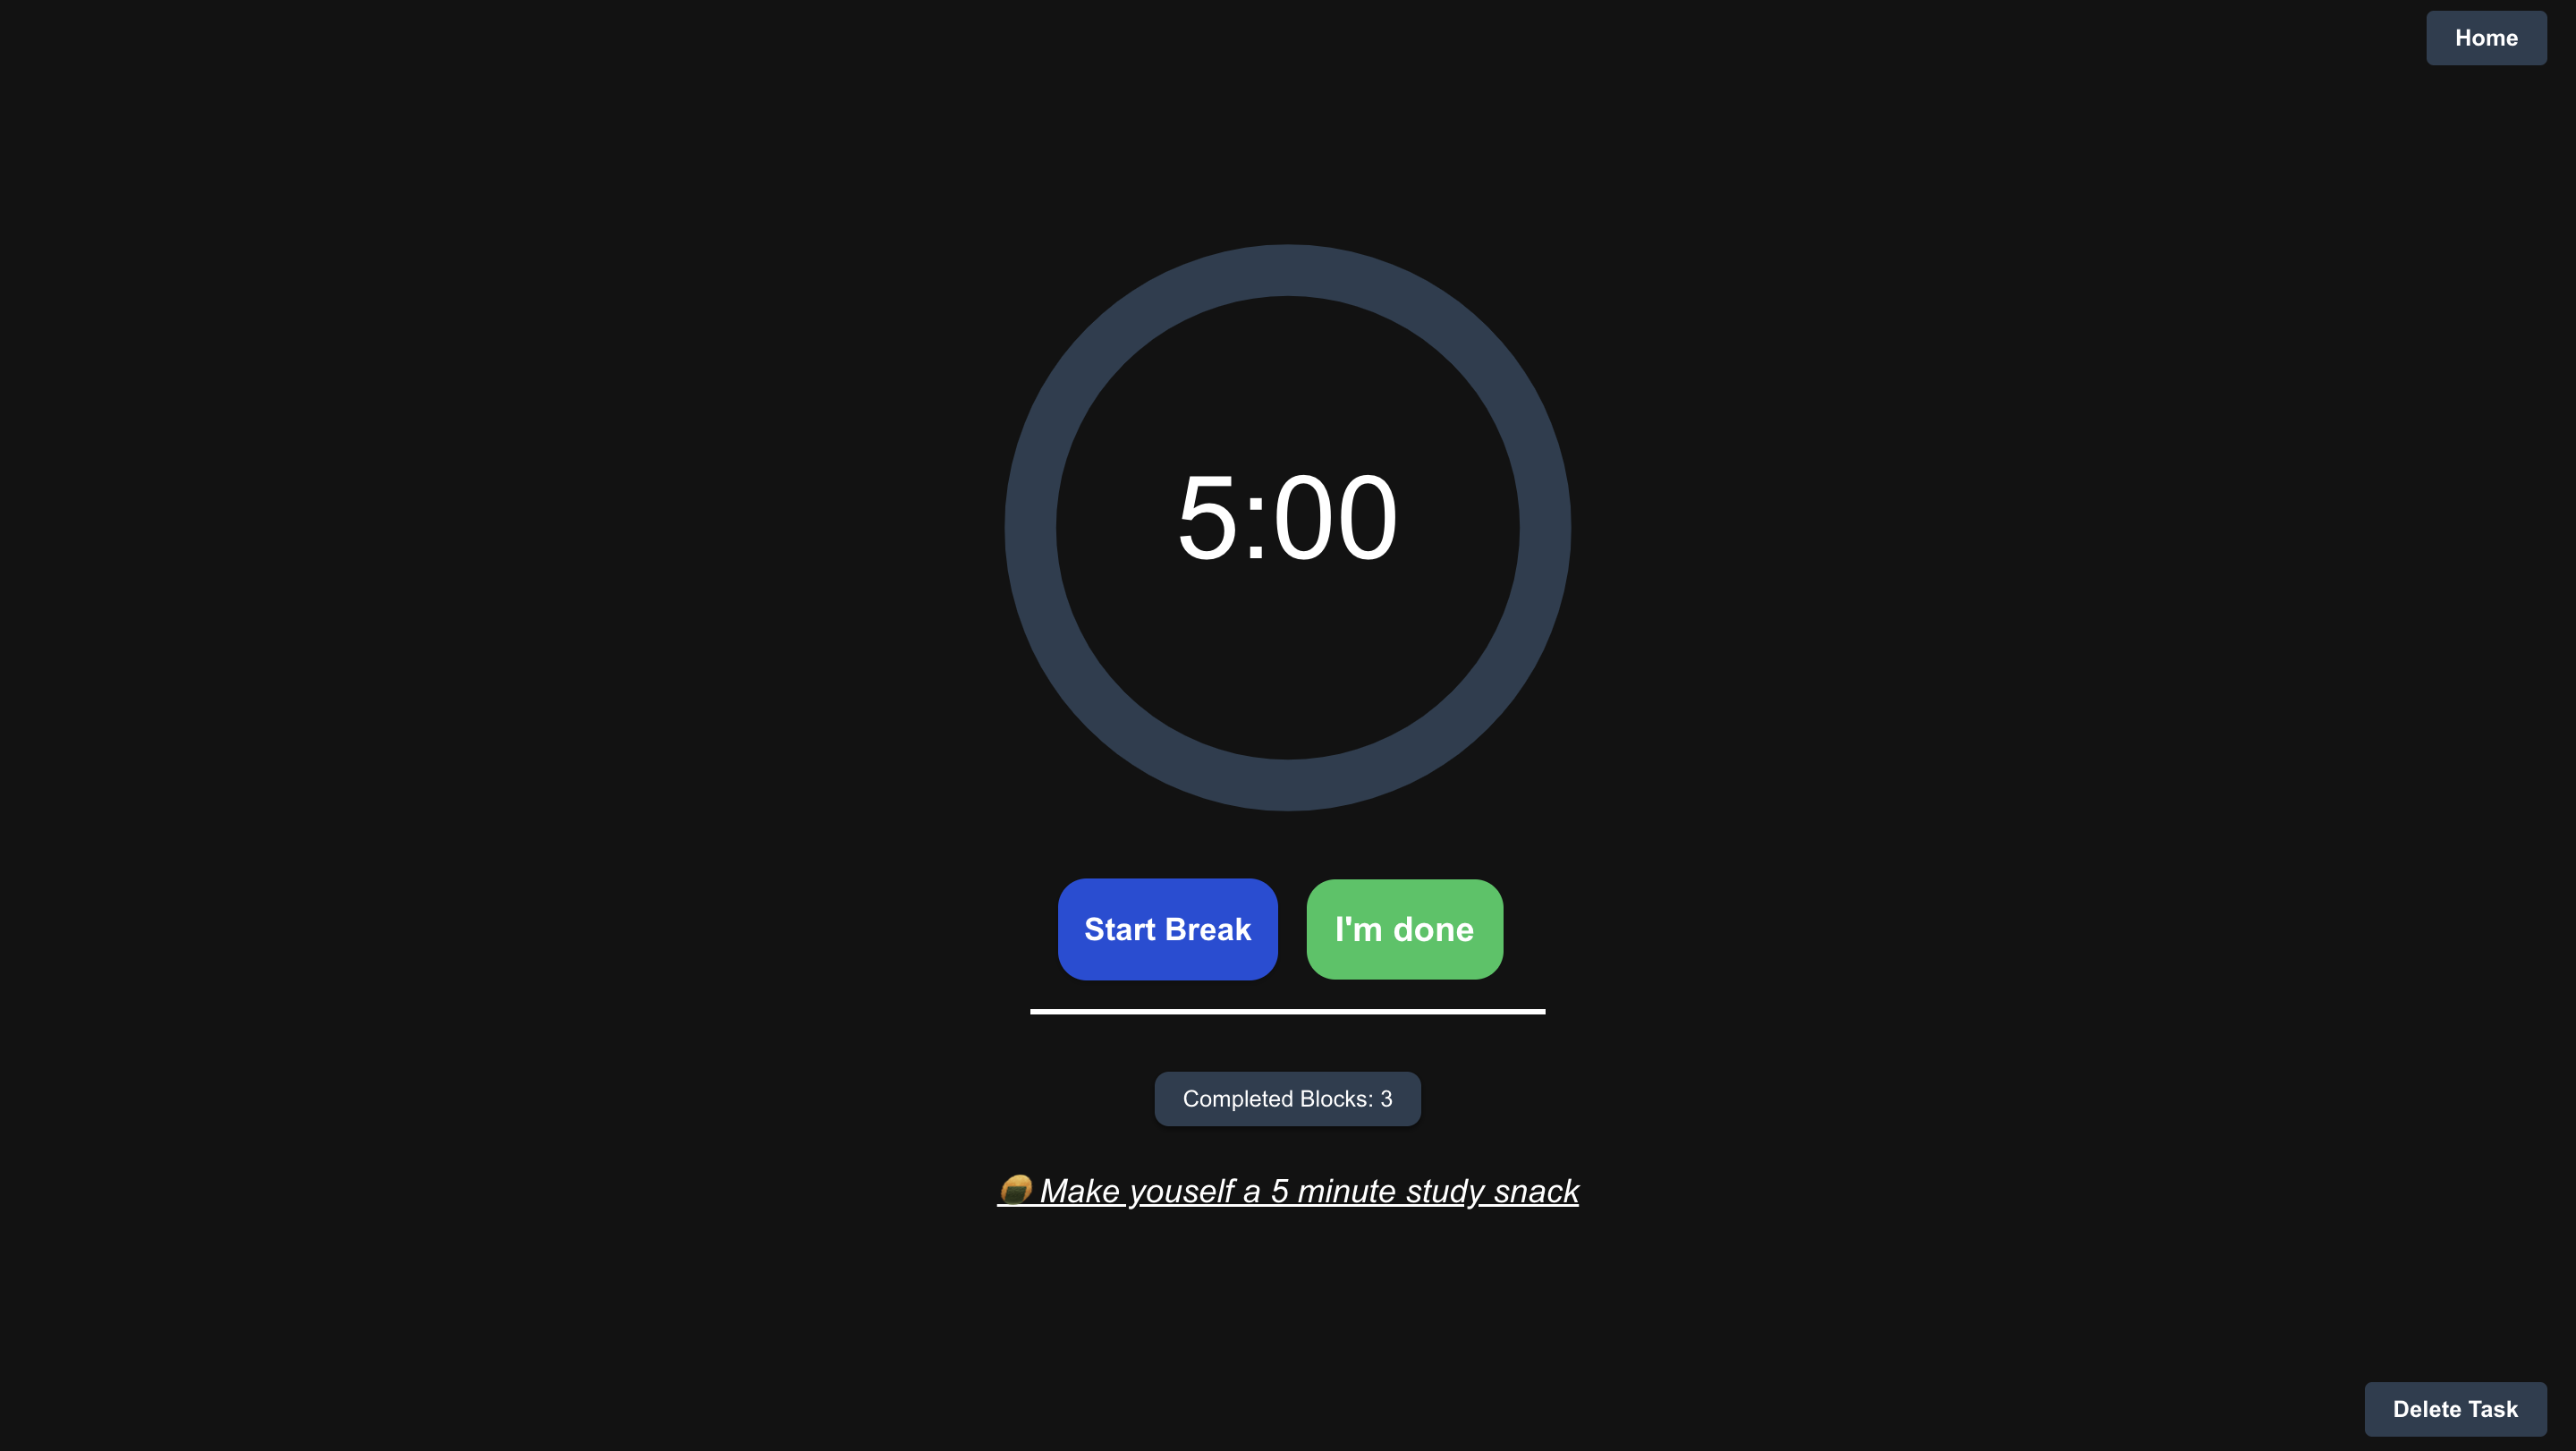 Home
5:00
Start Break
I'm done
Completed Blocks: 3
🍘 Make youself a 5 minute study snack
Delete Task